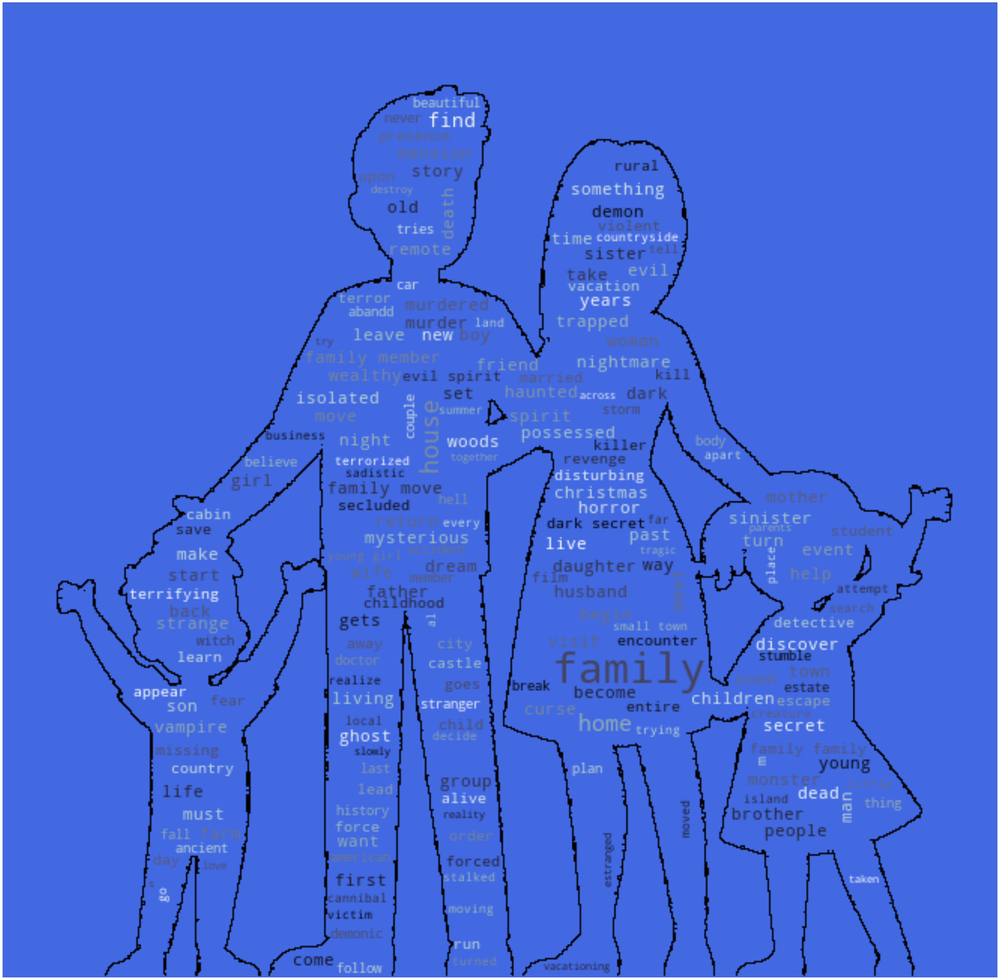 beautiful
never find
presence
mansion
story
upon
destroy
old
death
tries
remote
car
terror
murdered
abandd
murder land
leave new boy
try
family member
wealthy evil spirit
set
isolated
couple
house
summer
move
business
night
woods
together
believe
terrorized
sadistic
girl
family move
hell
secluded
return every
mysterious
accident
young girl
wife
dream
member
father
childhood
gets
al
away
city
doctor
castle
realize
goes
living
stranger
local
child
ghost
decide
slowly
last
lead
group
alive
history
reality
force
order
want
american
forced
first
stalked
cannibal
moving
victim
demonic
run
come
follow
turned
rural
something
demon
violent
time countryside
sister tell
take evil
vacation
years
trapped
woman
friend
nightmare
married
kill
haunted across dark
storm
spirit
possessed
killer
revenge
disturbing
christmas
horror
dark secret far
live
past
tragic
daughter way
film
meet
husband
begin
small town
visit encounter
family
break
become
curse
entire
home trying
plan
moved
estranged
vacationing
body
apart
mother
sinister
parents
student
turn
event
place
help
attempt
search
detective
discover
stumble
town
soon
estate
children escape
creature
secret
family family
m
young
monster
little
dead
island
man
thing
brother
people
taken
cabin
save
make
start
terrifying
back
strange
witch
learn
appear
son
fear
vampire
missing
country
life
must
fall farm
ancient
day love
s
go